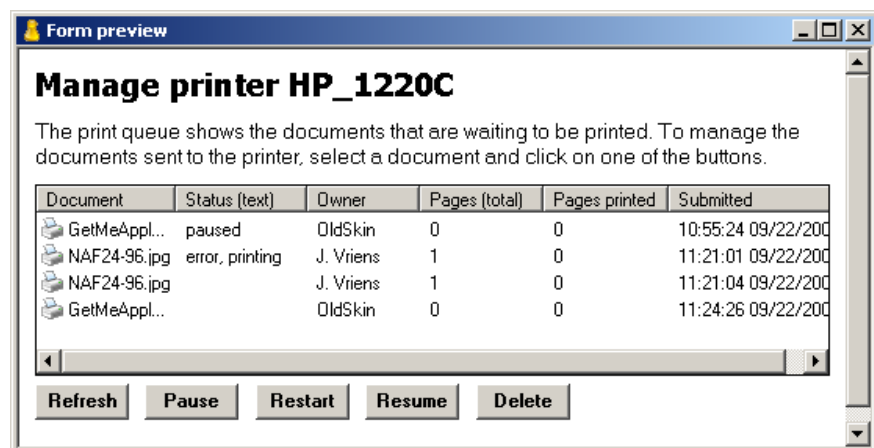 Form preview
Manage printer HP_1220C
The print queue shows the documents that are waiting to be printed. To manage the
documents sent to the printer, select a document and click on one of the buttons.
Document Status (text) Owner Pages (total) Pages printed Submitted
GetMeAppl... paused OldSkin 0 0 10:55:24 09/22/200
NAF24-96.jpg error, printing J. Vriens 1 0 11:21:01 09/22/200
NAF24-96.jpg J. Vriens 1 0 11:21:04 09/22/200
GetMeAppl... OldSkin 0 0 11:24:26 09/22/200
Refresh Pause Restart Resume Delete